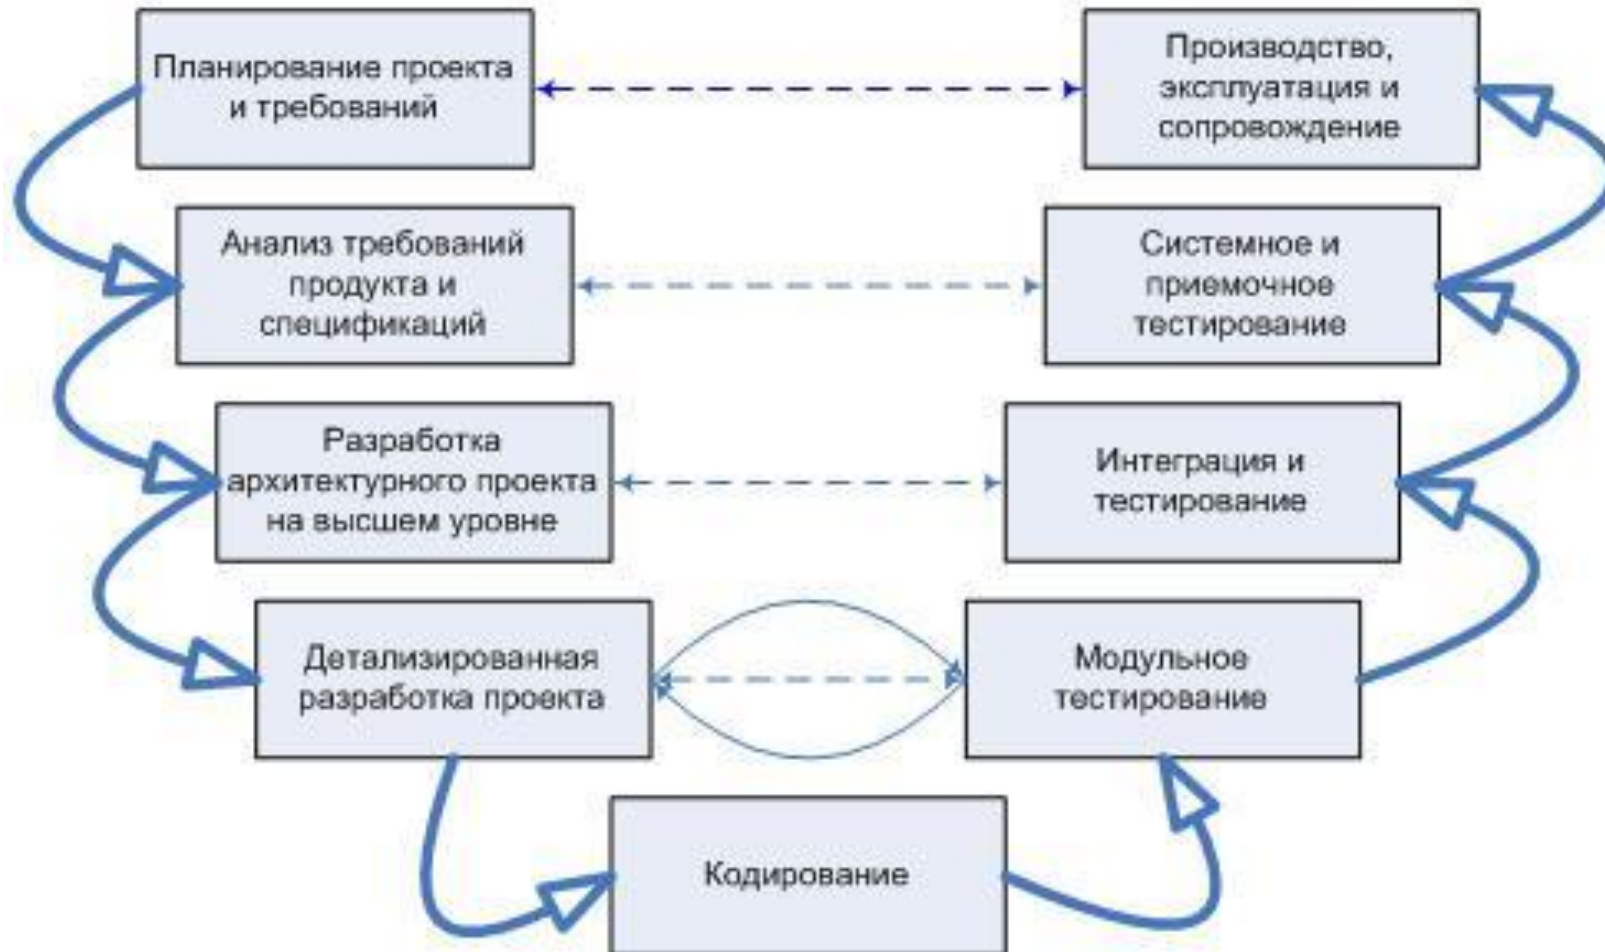 Планирование проекта
и требований
Производство,
эксплуатация и
сопровождение
Анализ требований
продукта и
спецификаций
Системное и
приемочное
тестирование
Разработка
архитектурного проекта
на высшем уровне
Интеграция и
тестирование
Детализированная
разработка проекта
Модульное
тестирование
Кодирование